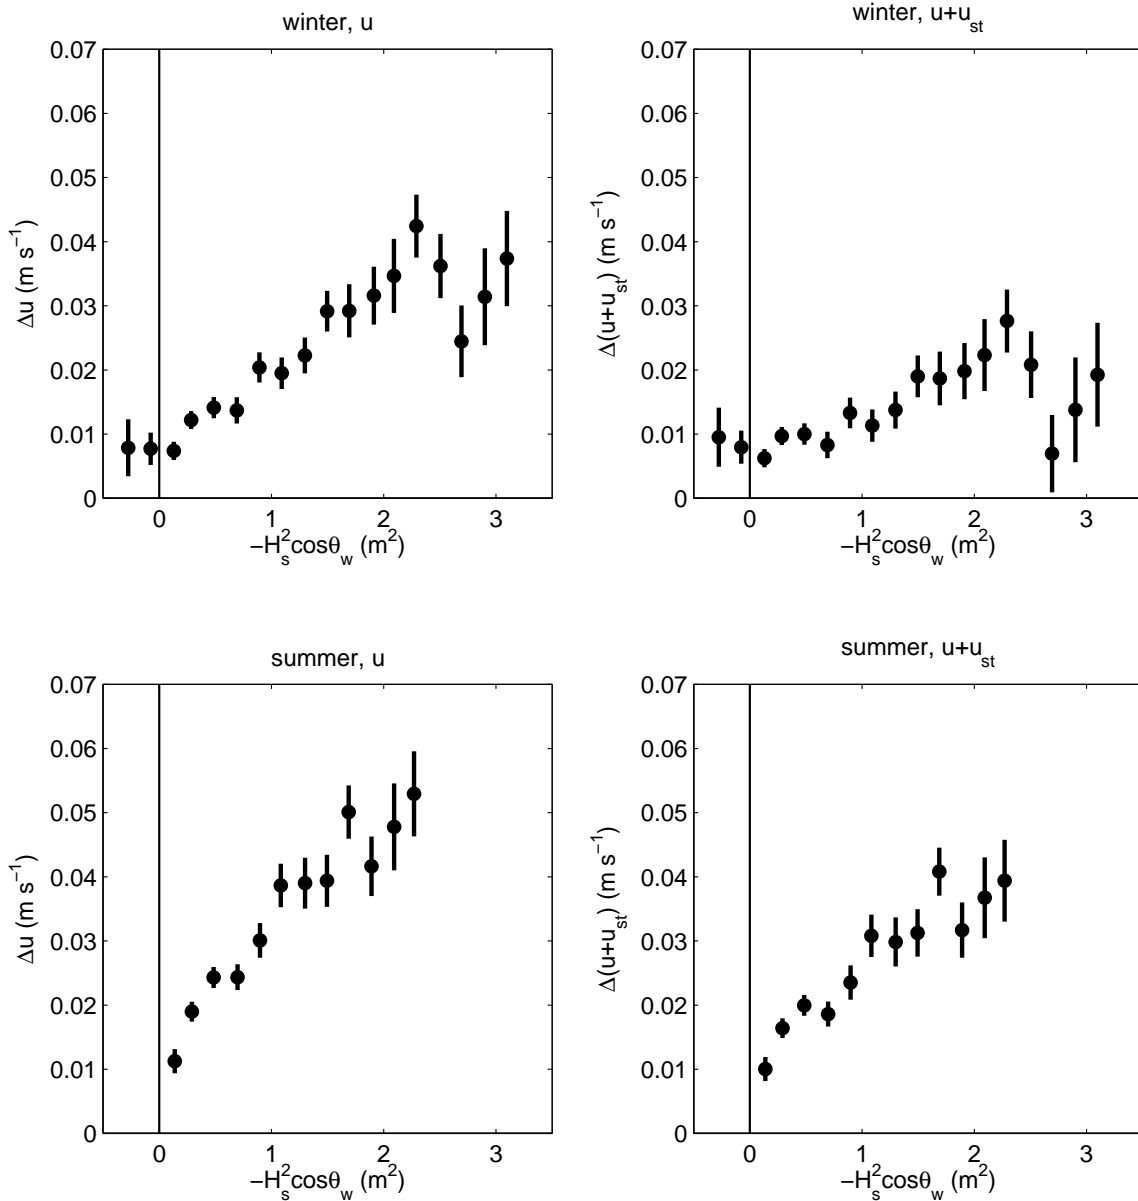 winter, u
0.07
0.06
0.05
0.04
0.03
0.02
0.01
0
Δu (m s⁻¹)
0 1 2 3
−Hₛ²cosθ_w (m²)
winter, u+u_st
0.07
0.06
0.05
0.04
0.03
0.02
0.01
0
Δ(u+u_st) (m s⁻¹)
0 1 2 3
−Hₛ²cosθ_w (m²)
summer, u
0.07
0.06
0.05
0.04
0.03
0.02
0.01
0
Δu (m s⁻¹)
0 1 2 3
−Hₛ²cosθ_w (m²)
summer, u+u_st
0.07
0.06
0.05
0.04
0.03
0.02
0.01
0
Δ(u+u_st) (m s⁻¹)
0 1 2 3
−Hₛ²cosθ_w (m²)